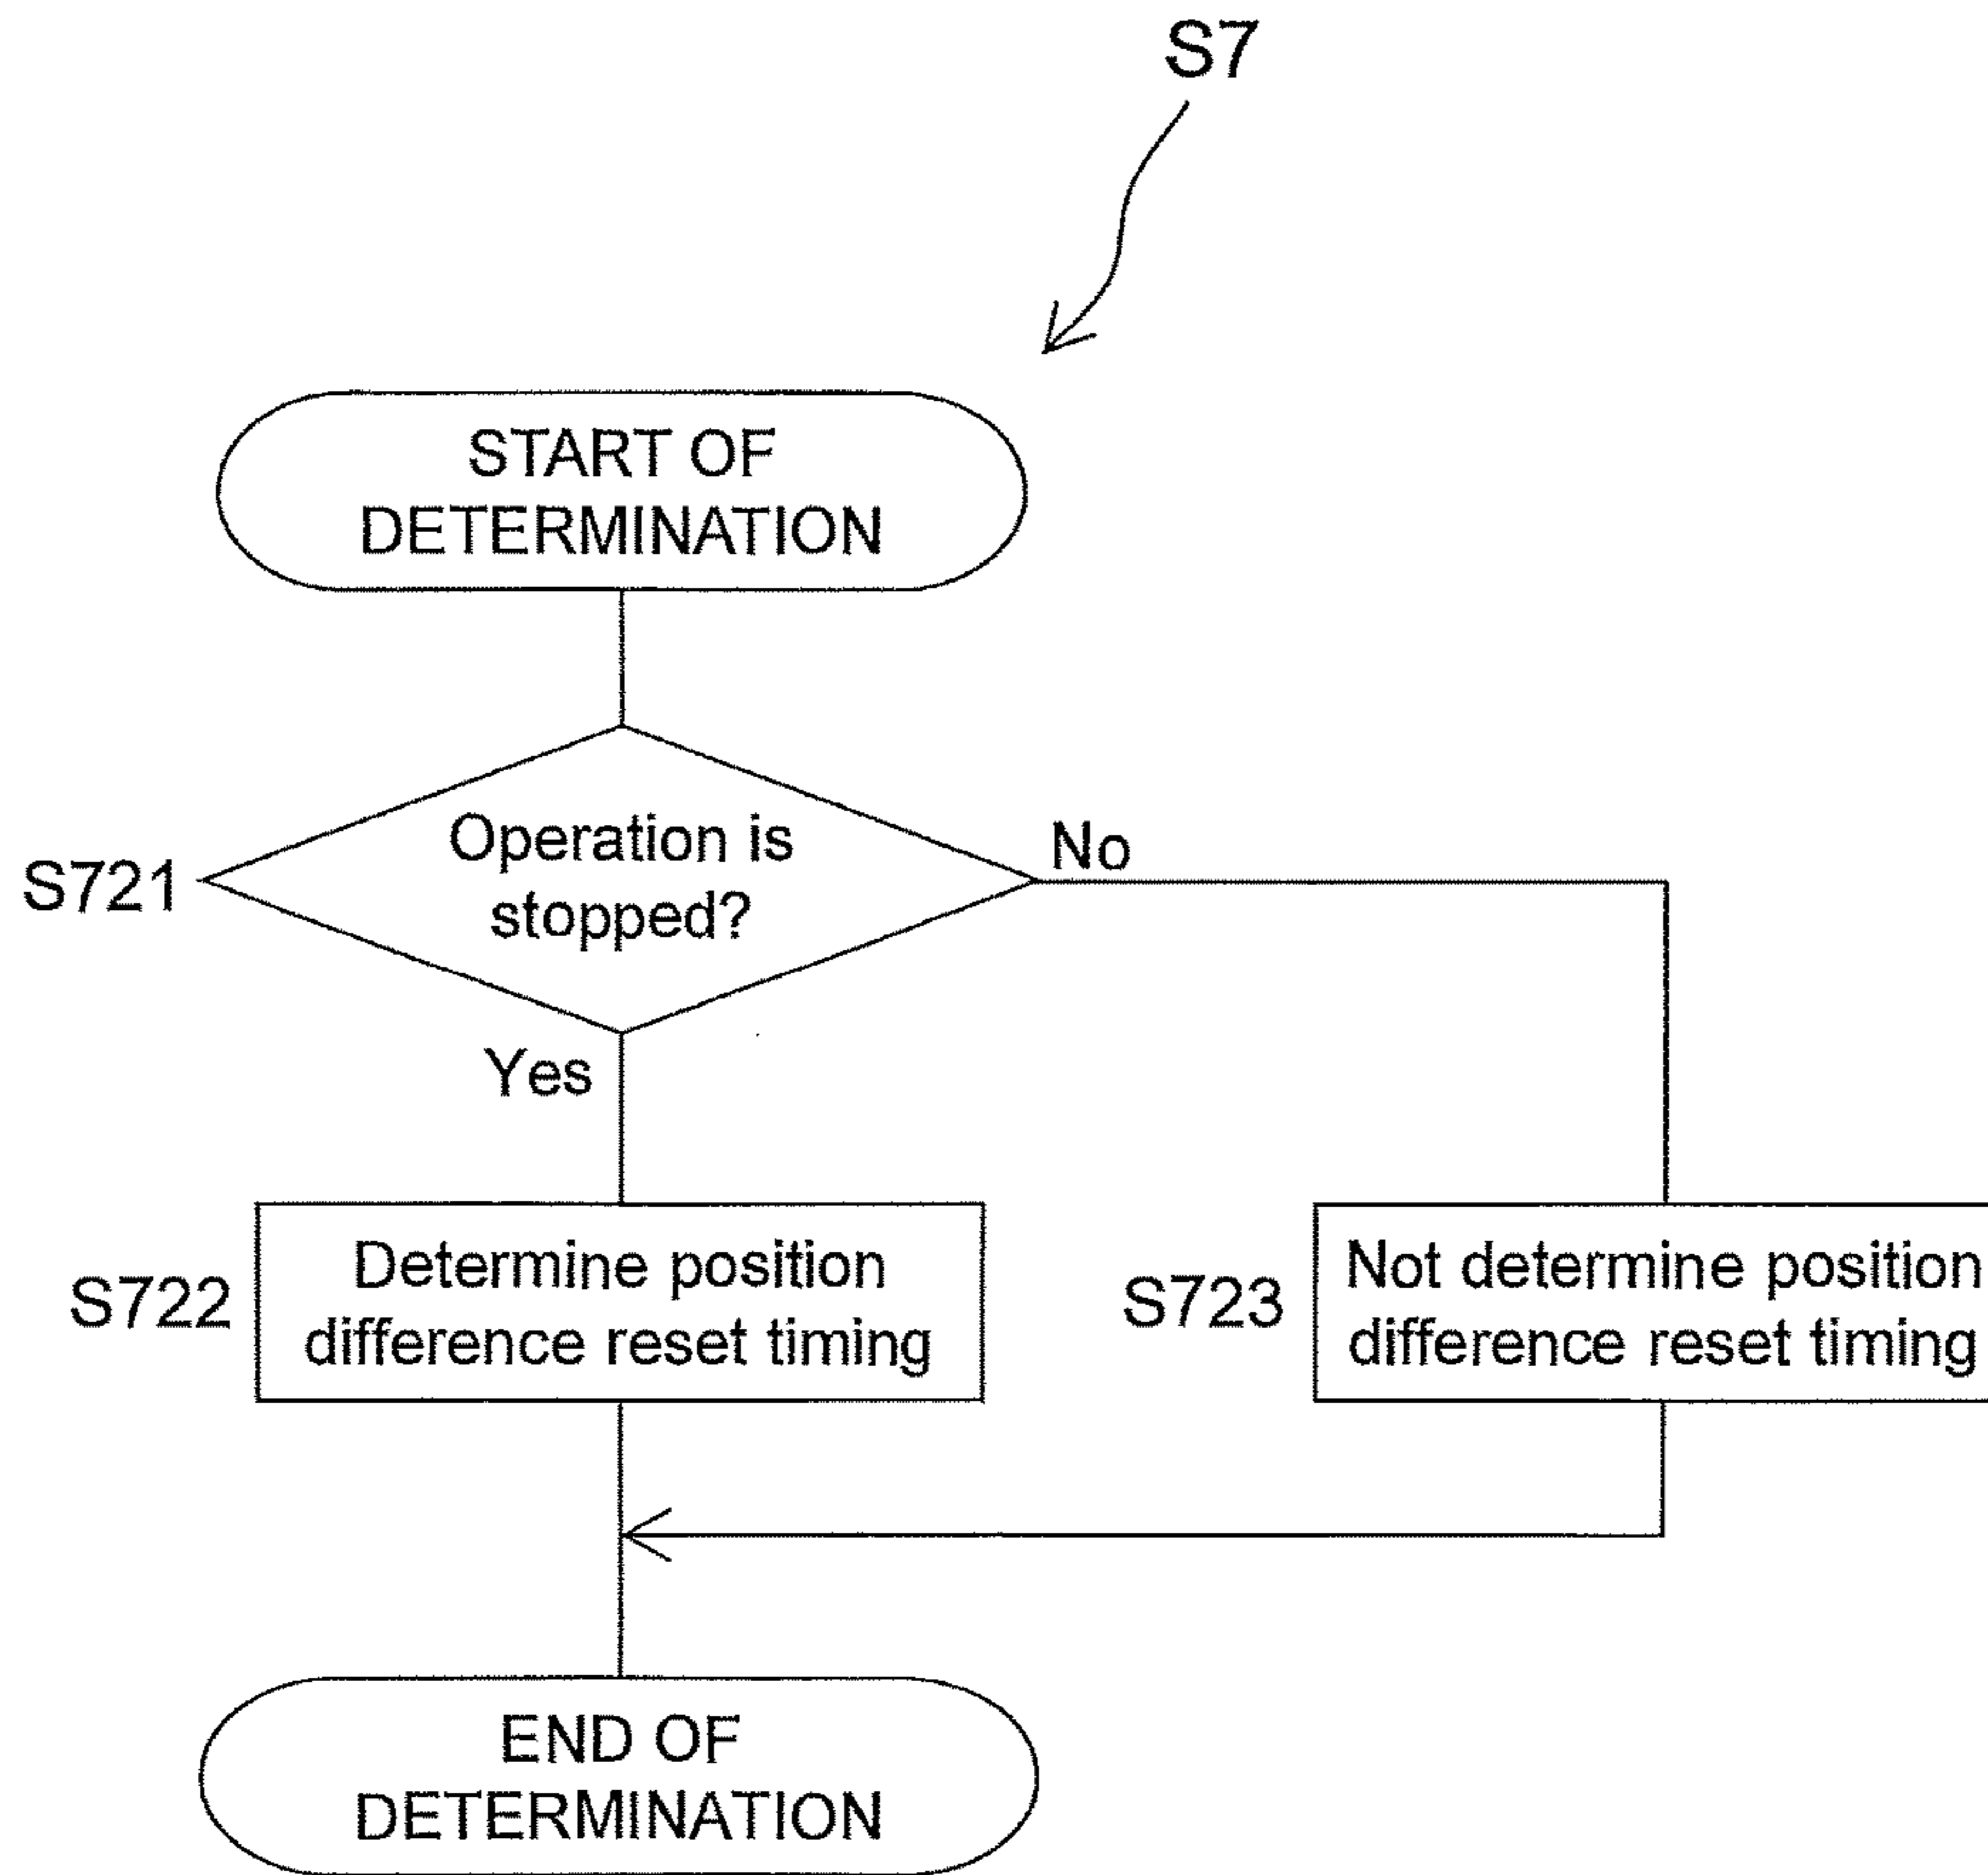 S7
START OF
DETERMINATION
S721
Operation is
stopped?
No
Yes
S722
Determine position
difference reset timing
S723
Not determine position
difference reset timing
END OF
DETERMINATION